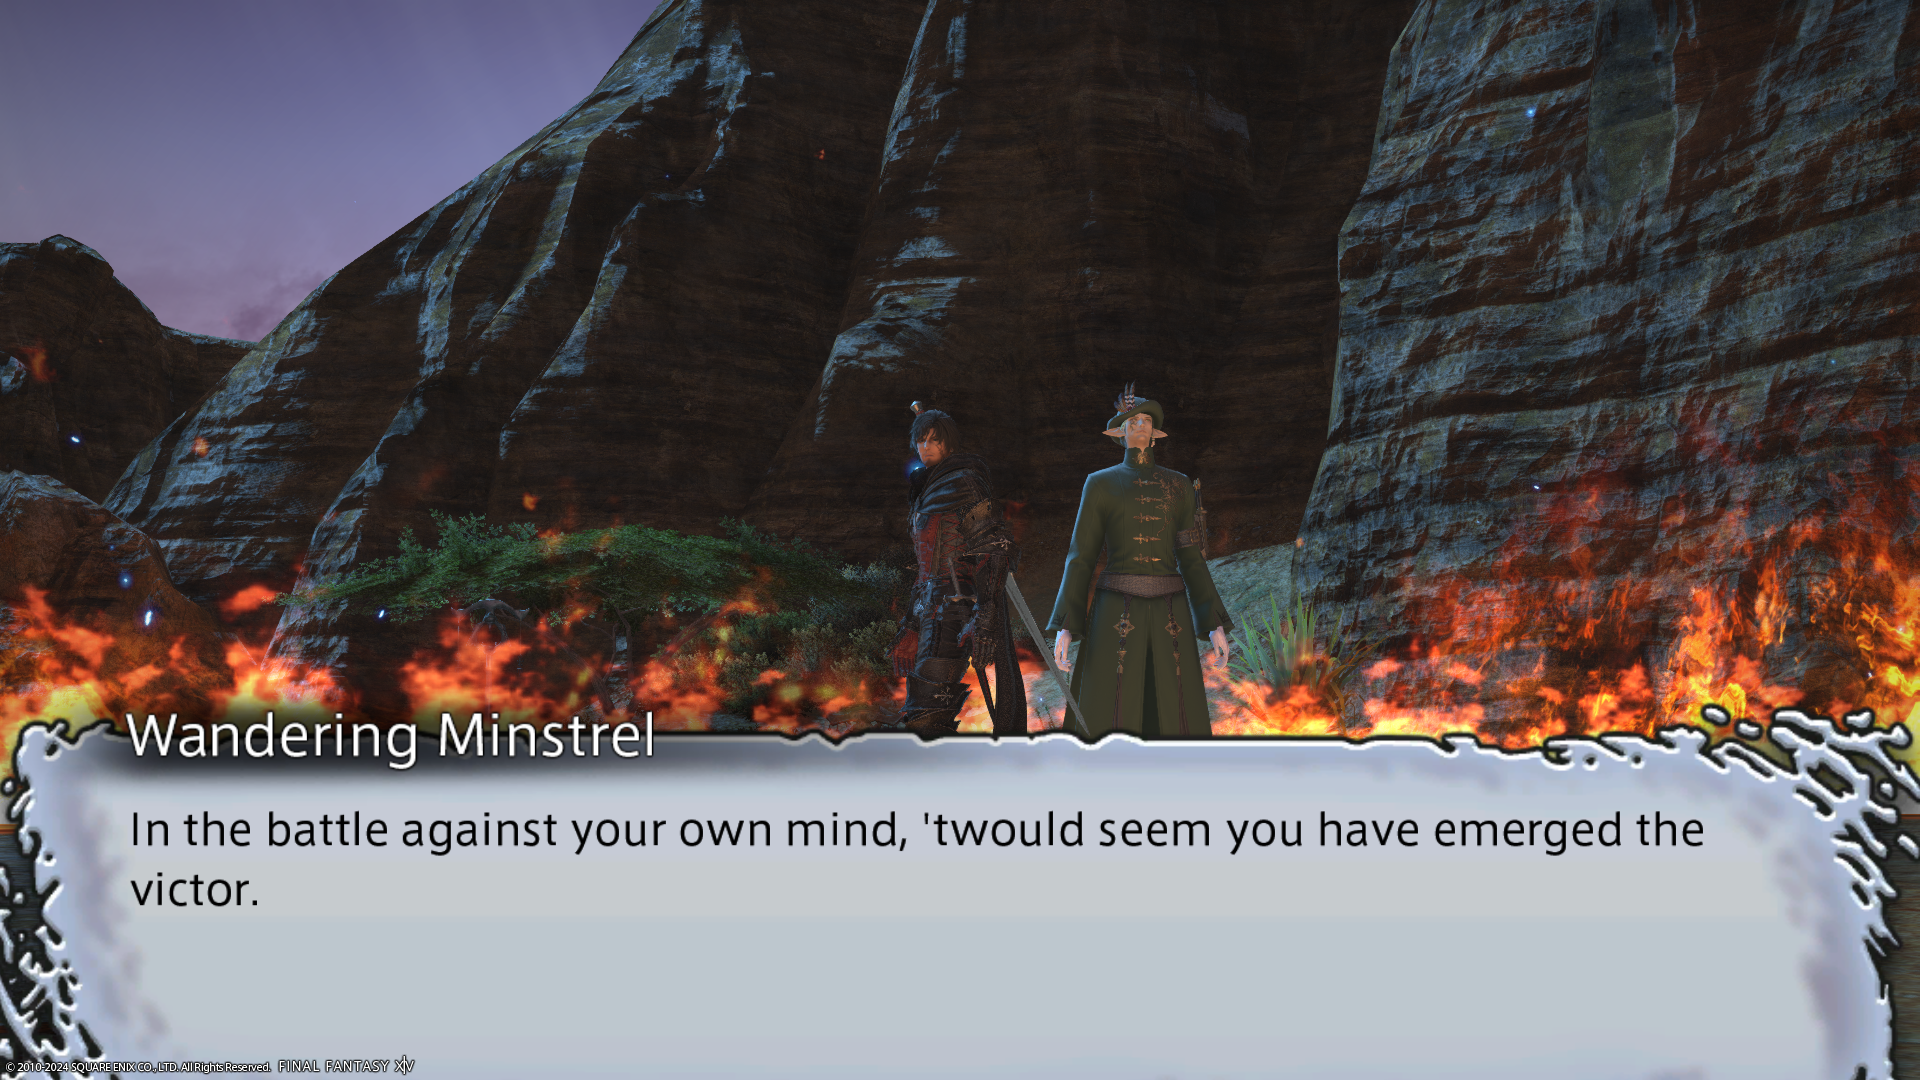 Wandering Minstrel
In the battle against your own mind, 'twould seem you have emerged the
victor.
© 2010-2024 SQUARE ENIX CO., LTD. All Rights Reserved. FINAL FANTASY XIV